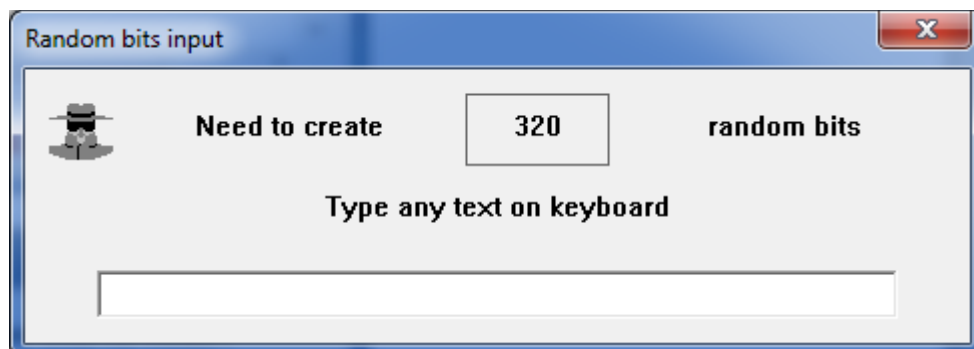 Random bits input
Need to create 320 random bits
Type any text on keyboard